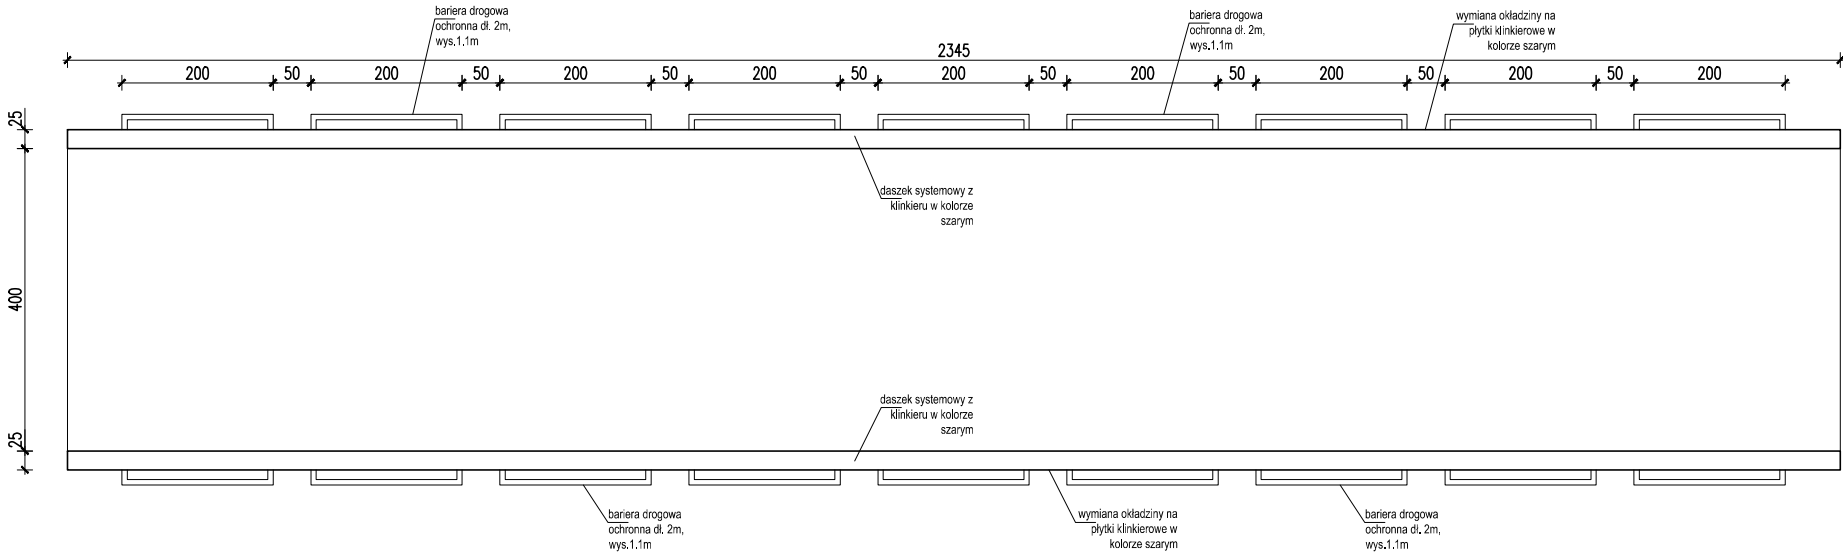 bariera drogowa
ochronna dł. 2m,
wys.1.1m
bariera drogowa
ochronna dł. 2m,
wys.1.1m
wymiana okładziny na
płytki klinkierowe w
kolorze szarym
2345
200 50 200 50 200 50 200 50 200 50 200 50 200 50 200 50 200
25
400
25
daszek systemowy z
klinkieru w kolorze
szarym
daszek systemowy z
klinkieru w kolorze
szarym
bariera drogowa
ochronna dł. 2m,
wys.1.1m
wymiana okładziny na
płytki klinkierowe w
kolorze szarym
bariera drogowa
ochronna dł. 2m,
wys.1.1m